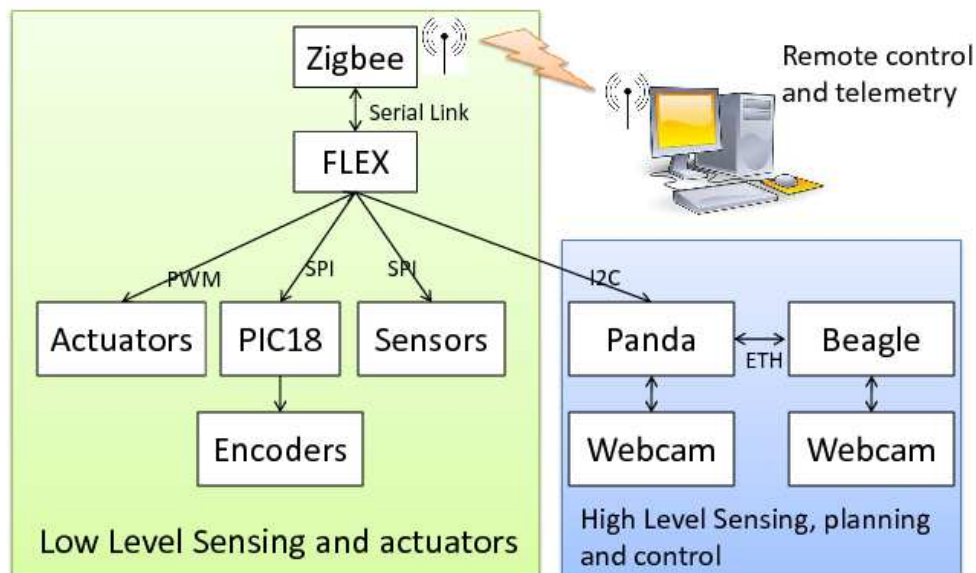 Zigbee
Remote control
and telemetry
Serial Link
FLEX
PWM
SPI
SPI
I2C
Actuators
PIC18
Sensors
Panda
ETH
Beagle
Encoders
Webcam
Webcam
Low Level Sensing and actuators
High Level Sensing, planning
and control